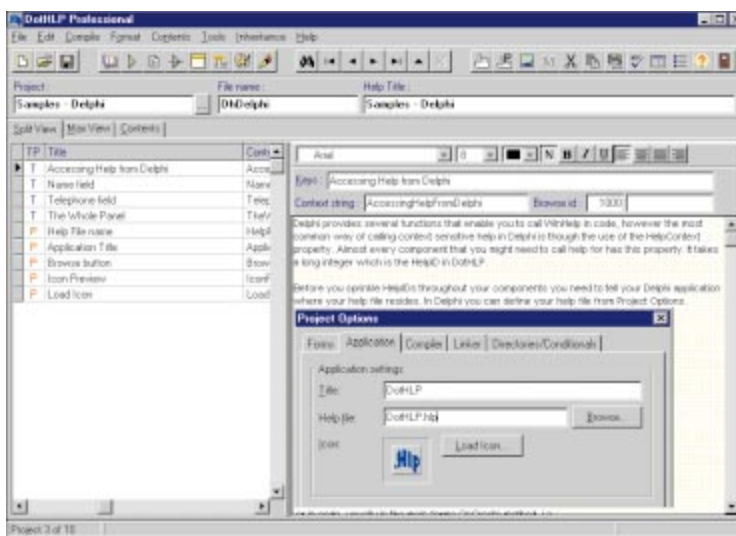 DotHLP Professional
File Edit Compile Format Contents Tools Inheritance Help
Project: File name: Help Title:
Samples - Delphi DhDelphi Samples - Delphi
Split View Max View Contents
TP Title
T Accessing Help from Delphi
T Name field
T Telephone field
T The Whole Panel
P Help File name
P Application Title
P Browse button
P Icon Preview
P Load Icon
Arial 8 N B I U
Accessing Help from Delphi
Context string: AccessingHelpFromDelphi Browse id: 1000
Delphi provides several functions that enable you to call WinHelp in code, however the most
common way of calling context sensitive help in Delphi is though the use of the HelpContext
property. Almost every component that you might need to call help for has this property. It takes
a long integer which is the HelpID in DotHLP.
Before you sprinkle HelpIDs throughout your components you need to tell your Delphi application
where your help file resides. In Delphi you can define your help file from Project Options.
Project Options
Forms Application Compiler Linker Directories/Conditionals
Application settings
Title: DotHLP
Help file: DotHLP.hlp Browse...
Icon: .Hlp Load Icon...
Project 3 of 18